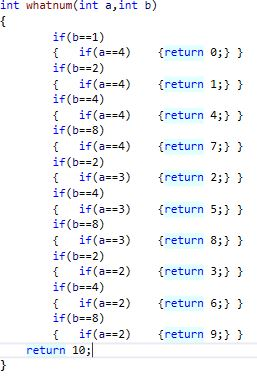 int whatnum(int a,int b)
{
if(b==1)
{ if(a==4) {return 0;} }
if(b==2)
{ if(a==4) {return 1;} }
if(b==4)
{ if(a==4) {return 4;} }
if(b==8)
{ if(a==4) {return 7;} }
if(b==2)
{ if(a==3) {return 2;} }
if(b==4)
{ if(a==3) {return 5;} }
if(b==8)
{ if(a==3) {return 8;} }
if(b==2)
{ if(a==2) {return 3;} }
if(b==4)
{ if(a==2) {return 6;} }
if(b==8)
{ if(a==2) {return 9;} }
return 10;
}